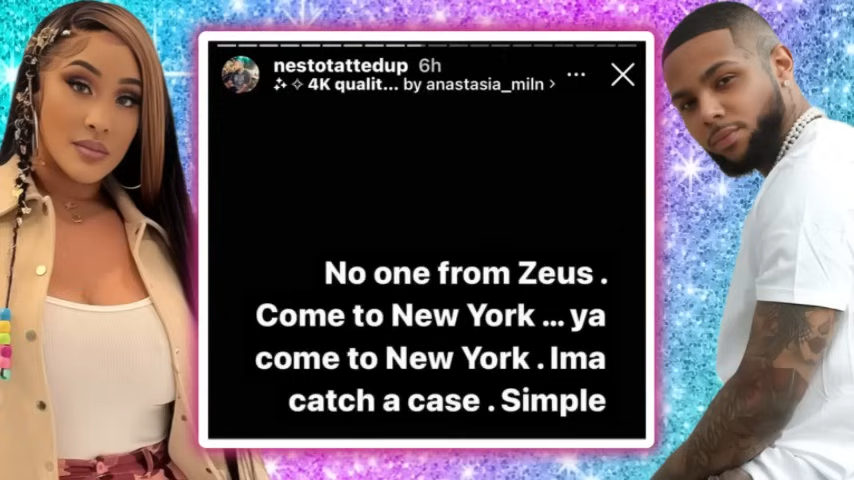 nestotattedup 6h
4K qualit... by anastasia_miln >
No one from Zeus .
Come to New York ... ya
come to New York . Ima
catch a case . Simple